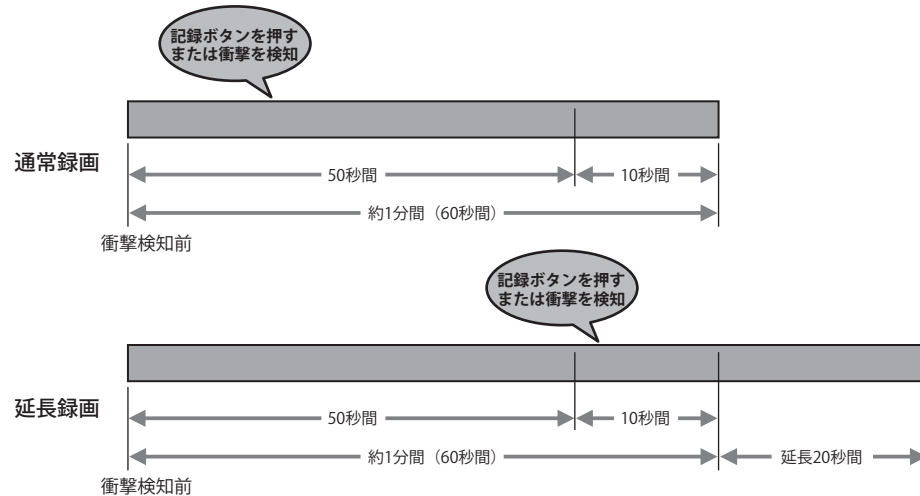 記録ボタンを押す
または衝撃を検知
通常録画
50秒間
10秒間
約1分間（60秒間）
衝撃検知前
記録ボタンを押す
または衝撃を検知
延長録画
50秒間
10秒間
約1分間（60秒間）
延長20秒間
衝撃検知前